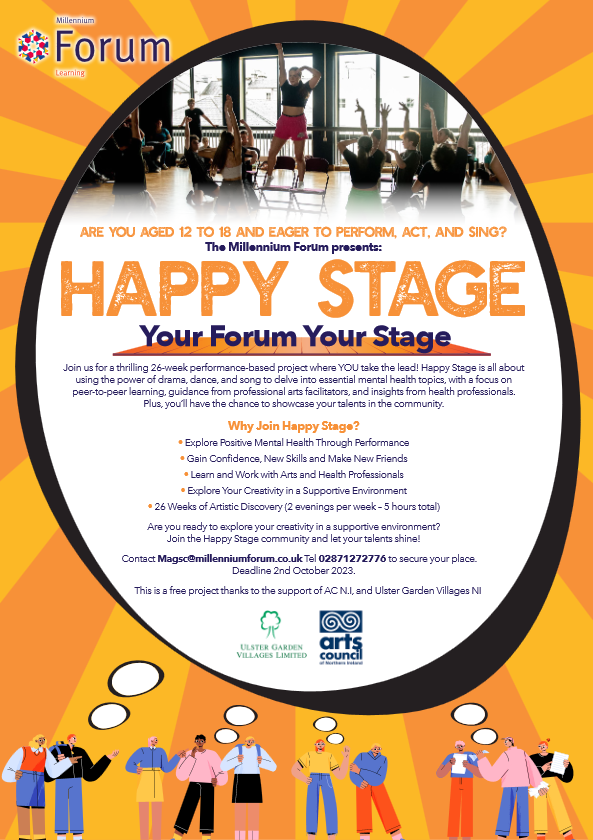 Millennium
Forum
Learning
ARE YOU AGED 12 TO 18 AND EAGER TO PERFORM, ACT, AND SING?
The Millennium Forum presents:
HAPPY STAGE
Your Forum Your Stage
Join us for a thrilling 26-week performance-based project where YOU take the lead! Happy Stage is all about
using the power of drama, dance, and song to delve into essential mental health topics, with a focus on
peer-to-peer learning, guidance from professional arts facilitators, and insights from health professionals.
Plus, you'll have the chance to showcase your talents in the community.
Why Join Happy Stage?
• Explore Positive Mental Health Through Performance
• Gain Confidence, New Skills and Make New Friends
• Learn and Work with Arts and Health Professionals
• Explore Your Creativity in a Supportive Environment
• 26 Weeks of Artistic Discovery (2 evenings per week – 5 hours total)
Are you ready to explore your creativity in a supportive environment?
Join the Happy Stage community and let your talents shine!
Contact Magsc@millenniumforum.co.uk Tel 02871272776 to secure your place.
Deadline 2nd October 2023.
This is a free project thanks to the support of AC N.I, and Ulster Garden Villages NI
ULSTER GARDEN
VILLAGES LIMITED
arts
council
of Northern Ireland